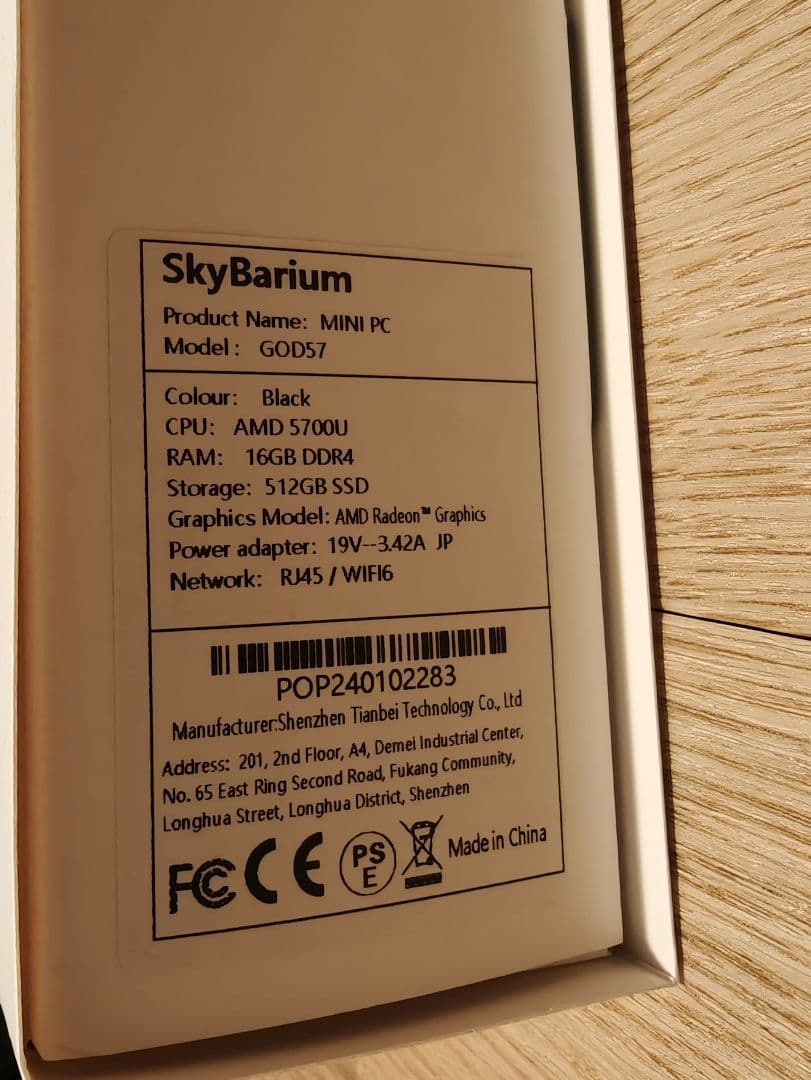 SkyBarium
Product Name: MINI PC
Model: GOD57
Colour: Black
CPU: AMD 5700U
RAM: 16GB DDR4
Storage: 512GB SSD
Graphics Model: AMD Radeon™ Graphics
Power adapter: 19V--3.42A JP
Network: RJ45 / WIFI6
POP240102283
Manufacturer:Shenzhen Tianbei Technology Co., Ltd
Address: 201, 2nd Floor, A4, Demei Industrial Center,
No. 65 East Ring Second Road, Fukang Community,
Longhua Street, Longhua District, Shenzhen
FC CE PS E Made in China